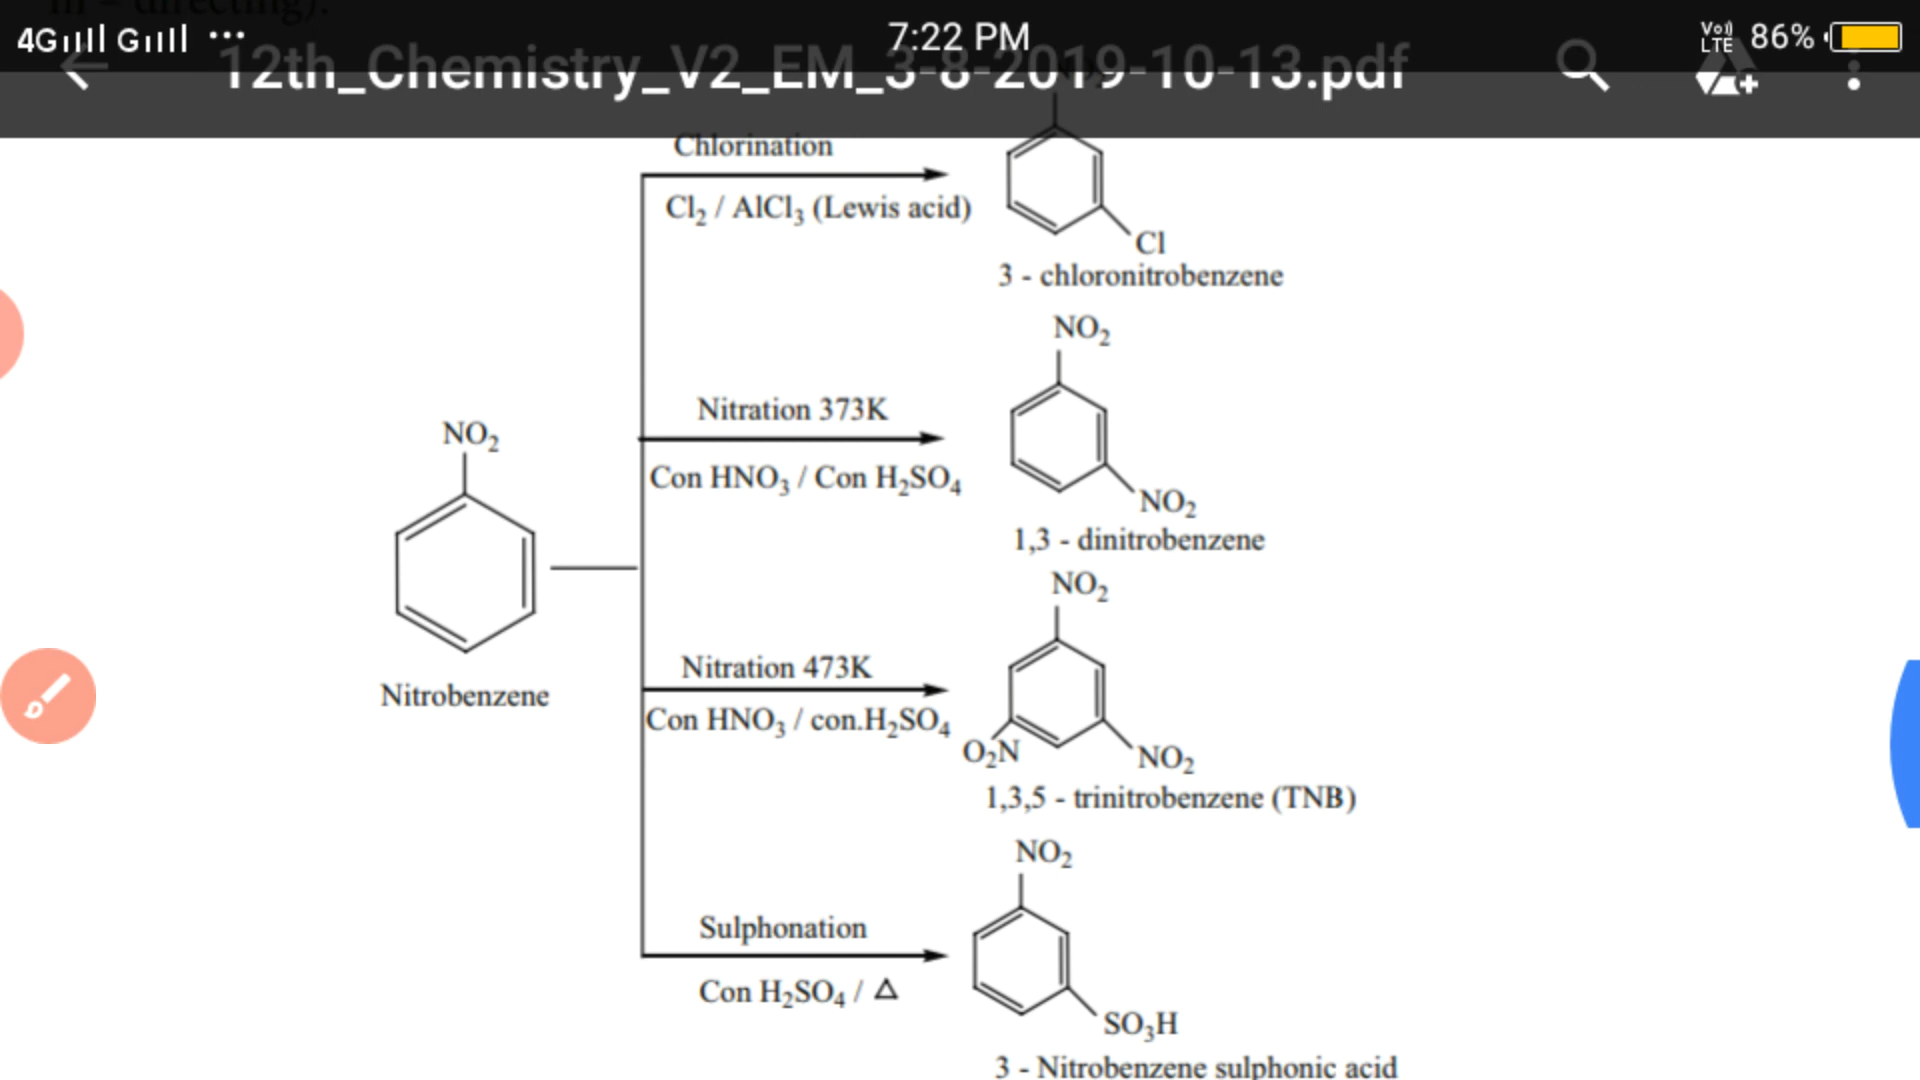 m – directing).
4G G ... 7:22 PM VoLTE 86%
12th_Chemistry_V2_EM_3-8-2019-10-13.pdf
Chlorination
Cl₂ / AlCl₃ (Lewis acid)
Cl
3 - chloronitrobenzene
NO₂
Nitration 373K
Con HNO₃ / Con H₂SO₄
NO₂
1,3 - dinitrobenzene
NO₂
Nitrobenzene
NO₂
Nitration 473K
Con HNO₃ / con.H₂SO₄
O₂N
NO₂
1,3,5 - trinitrobenzene (TNB)
NO₂
Sulphonation
Con H₂SO₄ / Δ
SO₃H
3 - Nitrobenzene sulphonic acid